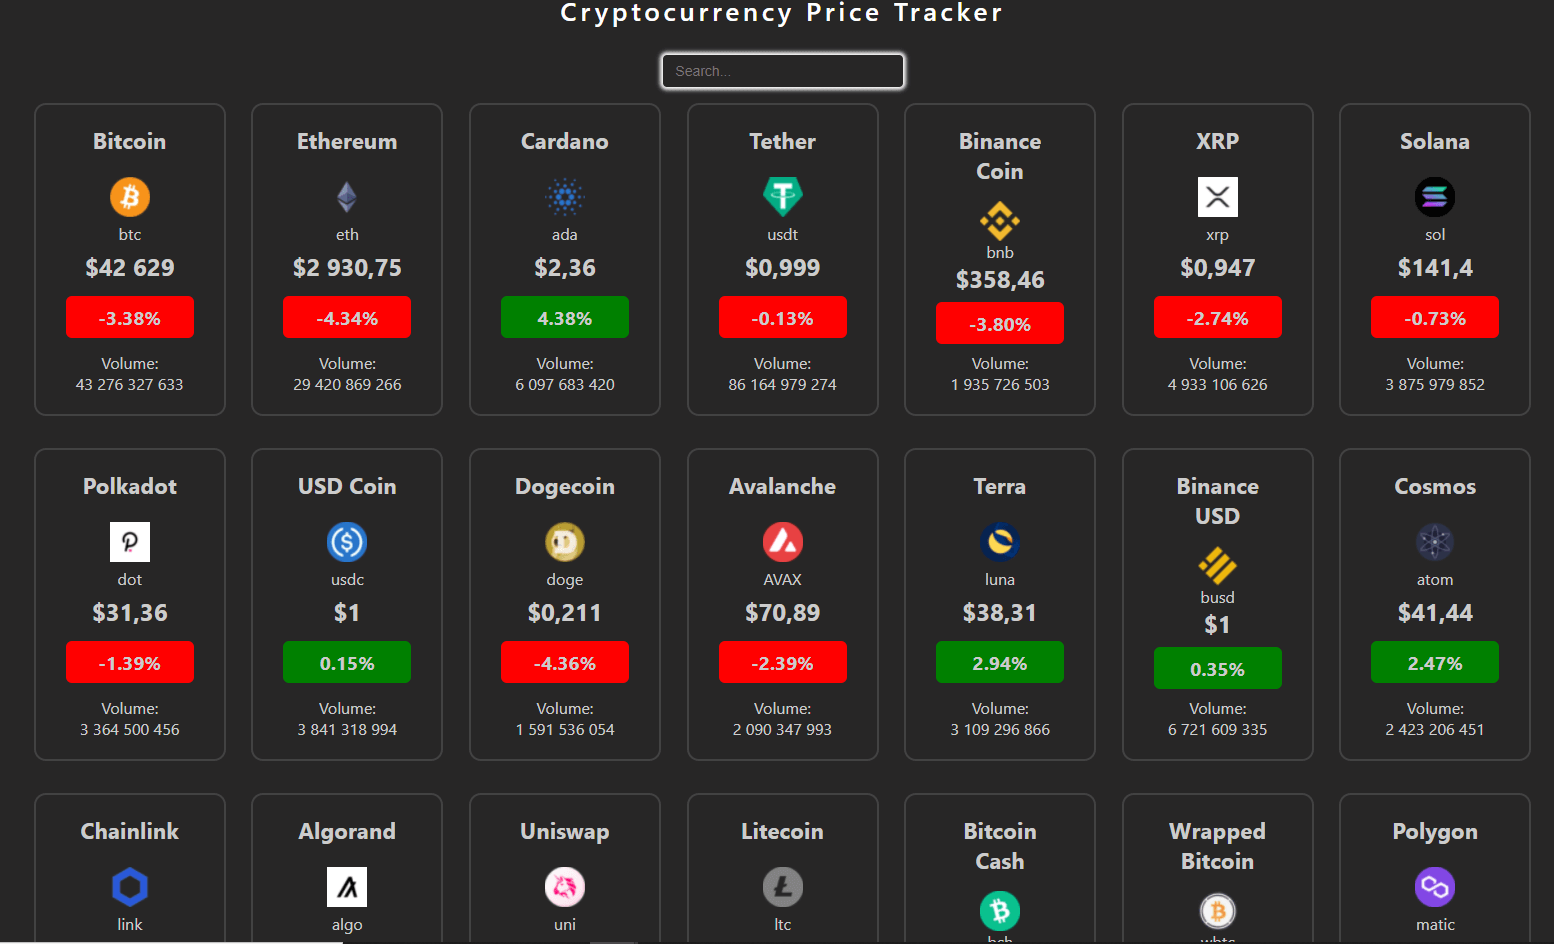 Cryptocurrency Price Tracker
Search...
Bitcoin
btc
$42 629
-3.38%
Volume:
43 276 327 633
Ethereum
eth
$2 930,75
-4.34%
Volume:
29 420 869 266
Cardano
ada
$2,36
4.38%
Volume:
6 097 683 420
Tether
usdt
$0,999
-0.13%
Volume:
86 164 979 274
Binance
Coin
bnb
$358,46
-3.80%
Volume:
1 935 726 503
XRP
xrp
$0,947
-2.74%
Volume:
4 933 106 626
Solana
sol
$141,4
-0.73%
Volume:
3 875 979 852
Polkadot
dot
$31,36
-1.39%
Volume:
3 364 500 456
USD Coin
usdc
$1
0.15%
Volume:
3 841 318 994
Dogecoin
doge
$0,211
-4.36%
Volume:
1 591 536 054
Avalanche
AVAX
$70,89
-2.39%
Volume:
2 090 347 993
Terra
luna
$38,31
2.94%
Volume:
3 109 296 866
Binance
USD
busd
$1
0.35%
Volume:
6 721 609 335
Cosmos
atom
$41,44
2.47%
Volume:
2 423 206 451
Chainlink
link
Algorand
algo
Uniswap
uni
Litecoin
ltc
Bitcoin
Cash
bch
Wrapped
Bitcoin
wbtc
Polygon
matic